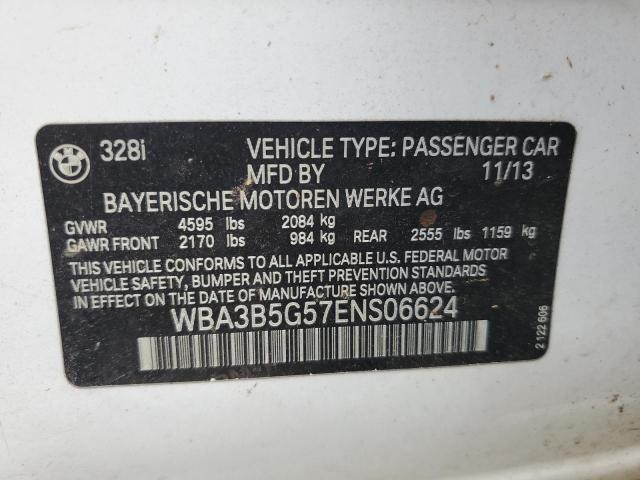 BMW 328i VEHICLE TYPE: PASSENGER CAR
MFD BY 11/13
BAYERISCHE MOTOREN WERKE AG
GVWR 4595 lbs 2084 kg
GAWR FRONT 2170 lbs 984 kg REAR 2555 lbs 1159 kg
THIS VEHICLE CONFORMS TO ALL APPLICABLE U.S. FEDERAL MOTOR
VEHICLE SAFETY, BUMPER AND THEFT PREVENTION STANDARDS IN
EFFECT ON THE DATE OF MANUFACTURE SHOWN ABOVE.
WBA3B5G57ENS06624
2 122 606